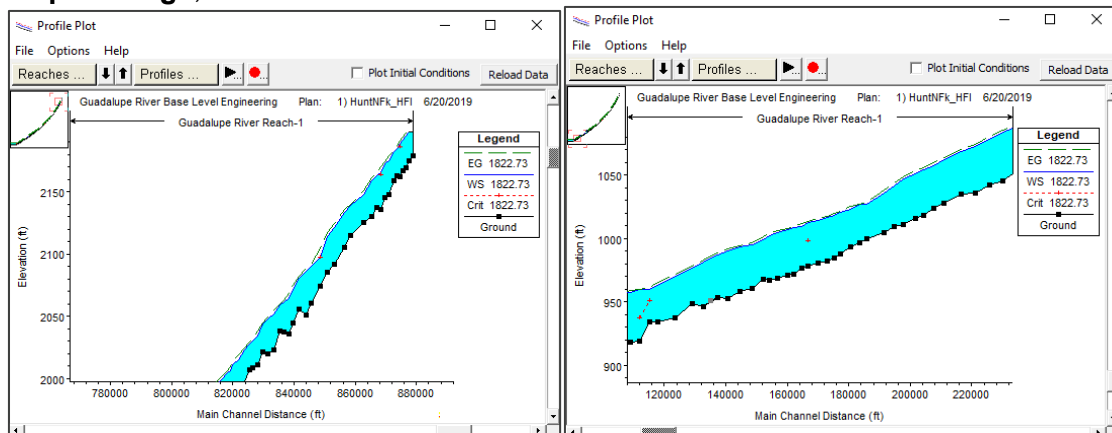 Profile Plot
File Options Help
Reaches ... Profiles ... Plot Initial Conditions Reload Data
Guadalupe River Base Level Engineering Plan: 1) HuntNFk_HFI 6/20/2019
Guadalupe River Reach-1
Legend
EG 1822.73
WS 1822.73
Crit 1822.73
Ground
Elevation (ft)
2150
2100
2050
2000
780000 800000 820000 840000 860000 880000
Main Channel Distance (ft)
Profile Plot
File Options Help
Reaches ... Profiles ... Plot Initial Conditions Reload Data
Guadalupe River Base Level Engineering Plan: 1) HuntNFk_HFI 6/20/2019
Guadalupe River Reach-1
Legend
EG 1822.73
WS 1822.73
Crit 1822.73
Ground
Elevation (ft)
1050
1000
950
900
120000 140000 160000 180000 200000 220000
Main Channel Distance (ft)